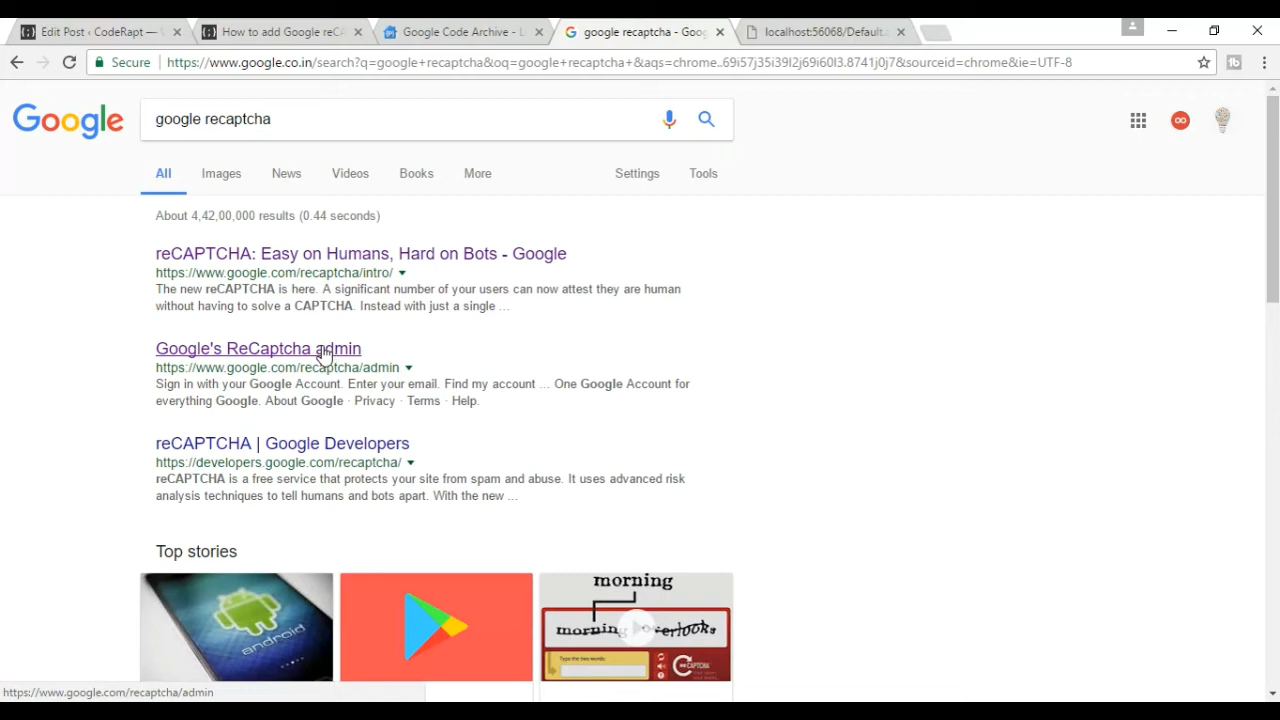 Edit Post ‹ CodeRapt —
How to add Google reC
Google Code Archive - L
google recaptcha - Goog
localhost:56068/Default.a
Secure
https://www.google.co.in/search?q=google+recaptcha&oq=google+recaptcha+&aqs=chrome..69i57j35i39l2j69i60l3.8741j0j7&sourceid=chrome&ie=UTF-8
Google
google recaptcha
All
Images
News
Videos
Books
More
Settings
Tools
About 4,42,00,000 results (0.44 seconds)
reCAPTCHA: Easy on Humans, Hard on Bots - Google
https://www.google.com/recaptcha/intro/
The new reCAPTCHA is here. A significant number of your users can now attest they are human
without having to solve a CAPTCHA. Instead with just a single ...
Google's ReCaptcha admin
https://www.google.com/recaptcha/admin
Sign in with your Google Account. Enter your email. Find my account ... One Google Account for
everything Google. About Google · Privacy · Terms · Help.
reCAPTCHA | Google Developers
https://developers.google.com/recaptcha/
reCAPTCHA is a free service that protects your site from spam and abuse. It uses advanced risk
analysis techniques to tell humans and bots apart. With the new ...
Top stories
android
morning
morning overlooks
Type the two words:
https://www.google.com/recaptcha/admin